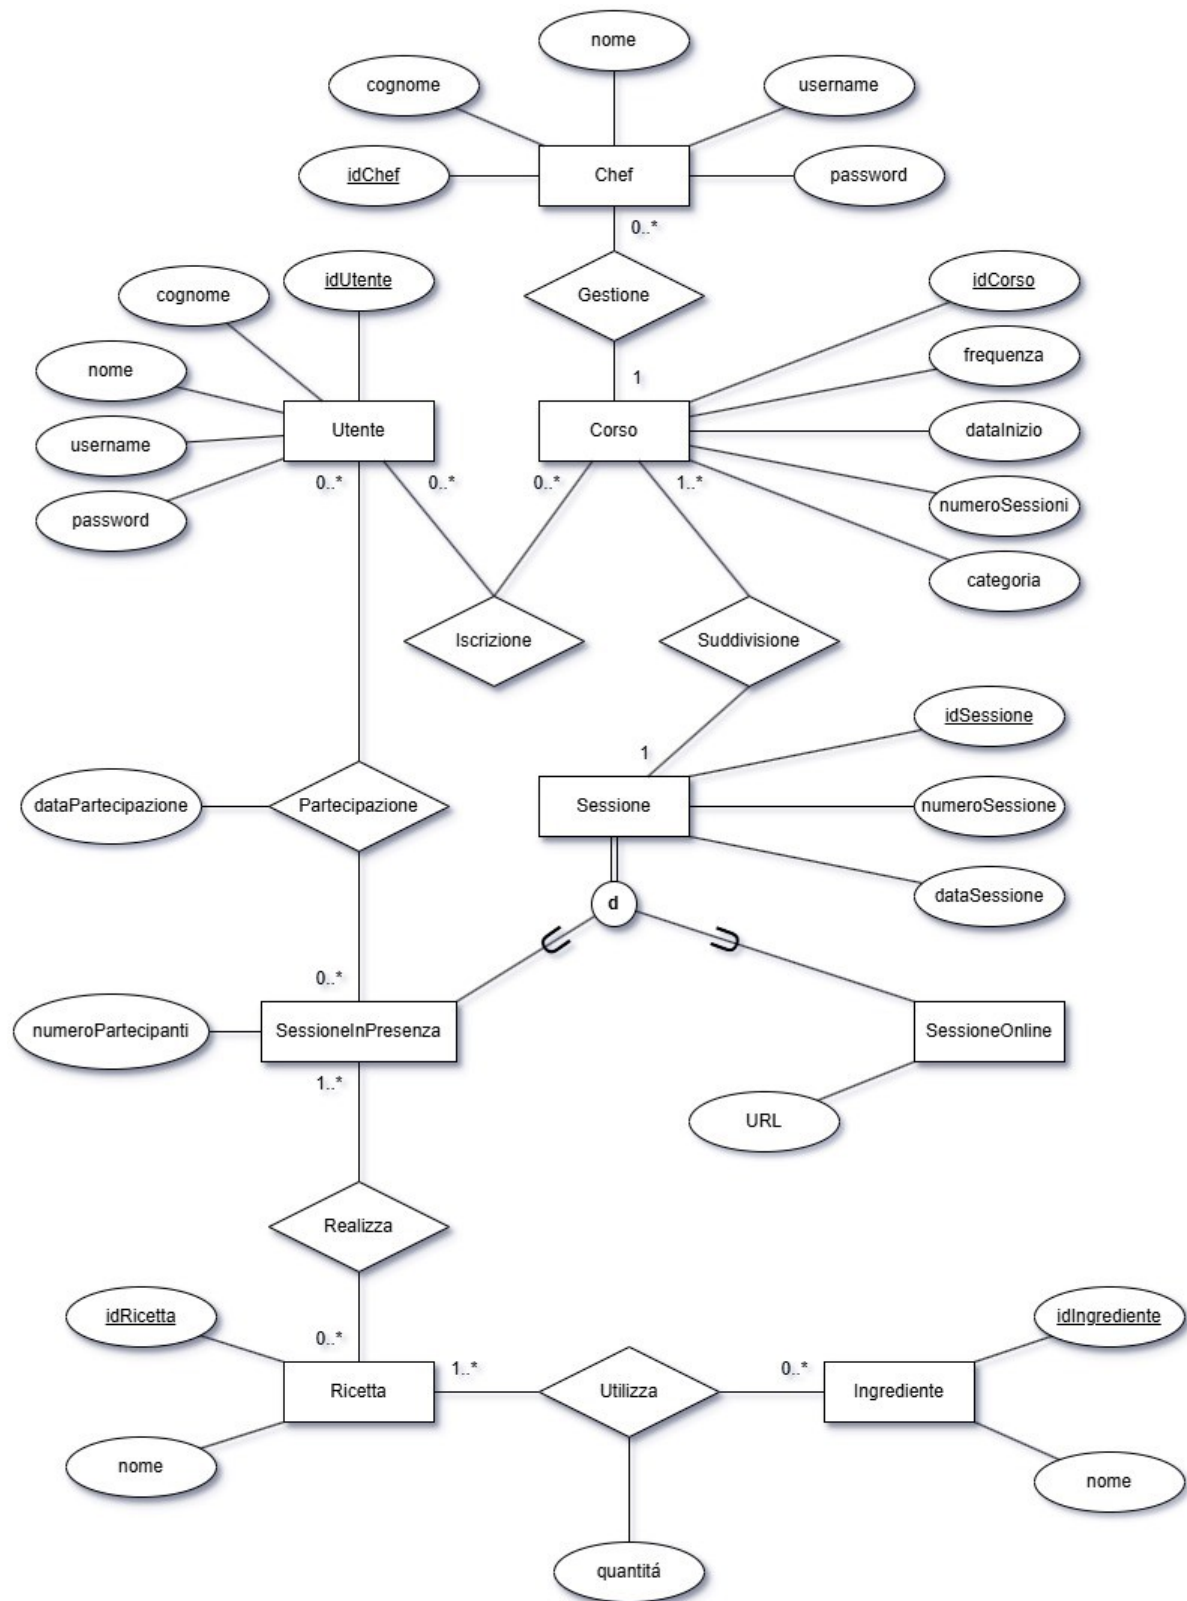 nome
cognome
username
idChef
Chef
password
0..*
idUtente
idCorso
cognome
Gestione
frequenza
nome
1
Utente
Corso
dataInizio
username
0..*
0..*
0..*
1..*
numeroSessioni
password
categoria
Iscrizione
Suddivisione
idSessione
1
dataPartecipazione
Partecipazione
Sessione
numeroSessione
dataSessione
d
0..*
numeroPartecipanti
SessioneInPresenza
SessioneOnline
1..*
URL
Realizza
idRicetta
idIngrediente
0..*
1..*
0..*
Ricetta
Utilizza
Ingrediente
nome
nome
quantitá